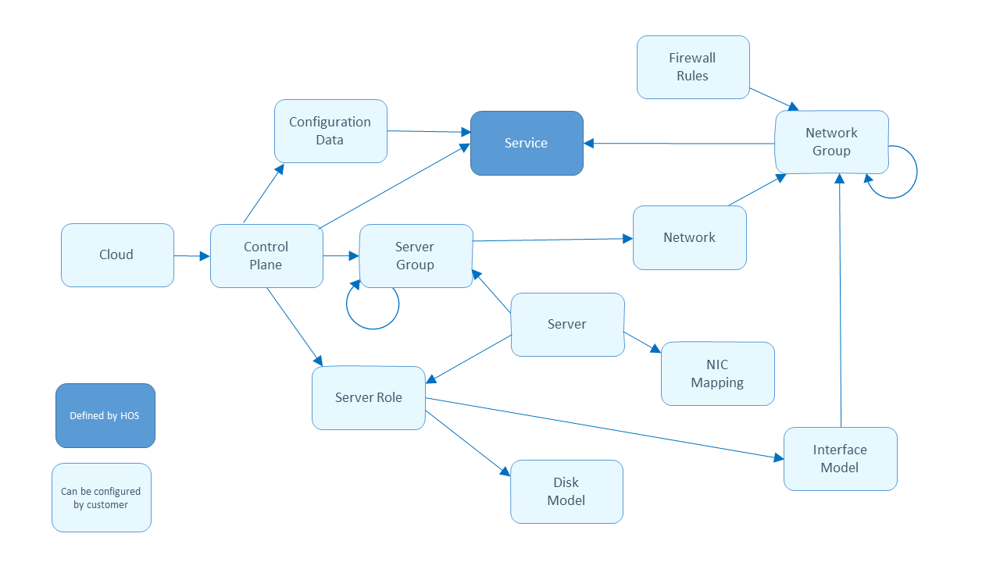 Firewall
Rules
Configuration
Data
Service
Network
Group
Cloud
Control
Plane
Server
Group
Network
Server
NIC
Mapping
Server Role
Defined by HOS
Interface
Model
Can be configured
by customer
Disk
Model